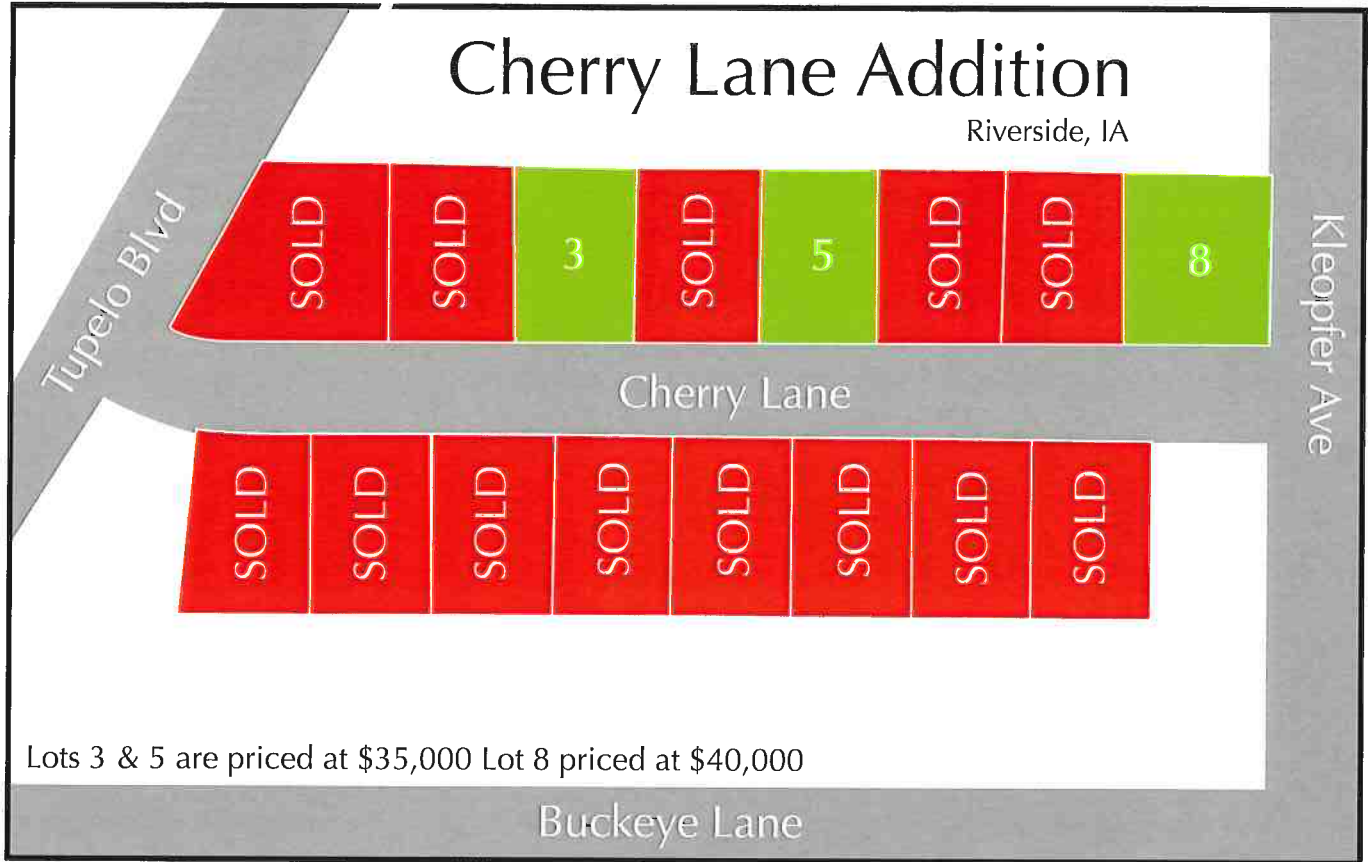 Cherry Lane Addition
Riverside, IA
Tupelo Blvd
SOLD
SOLD
3
SOLD
5
SOLD
SOLD
8
Kleopfer Ave
Cherry Lane
SOLD
SOLD
SOLD
SOLD
SOLD
SOLD
SOLD
SOLD
Lots 3 & 5 are priced at $35,000 Lot 8 priced at $40,000
Buckeye Lane